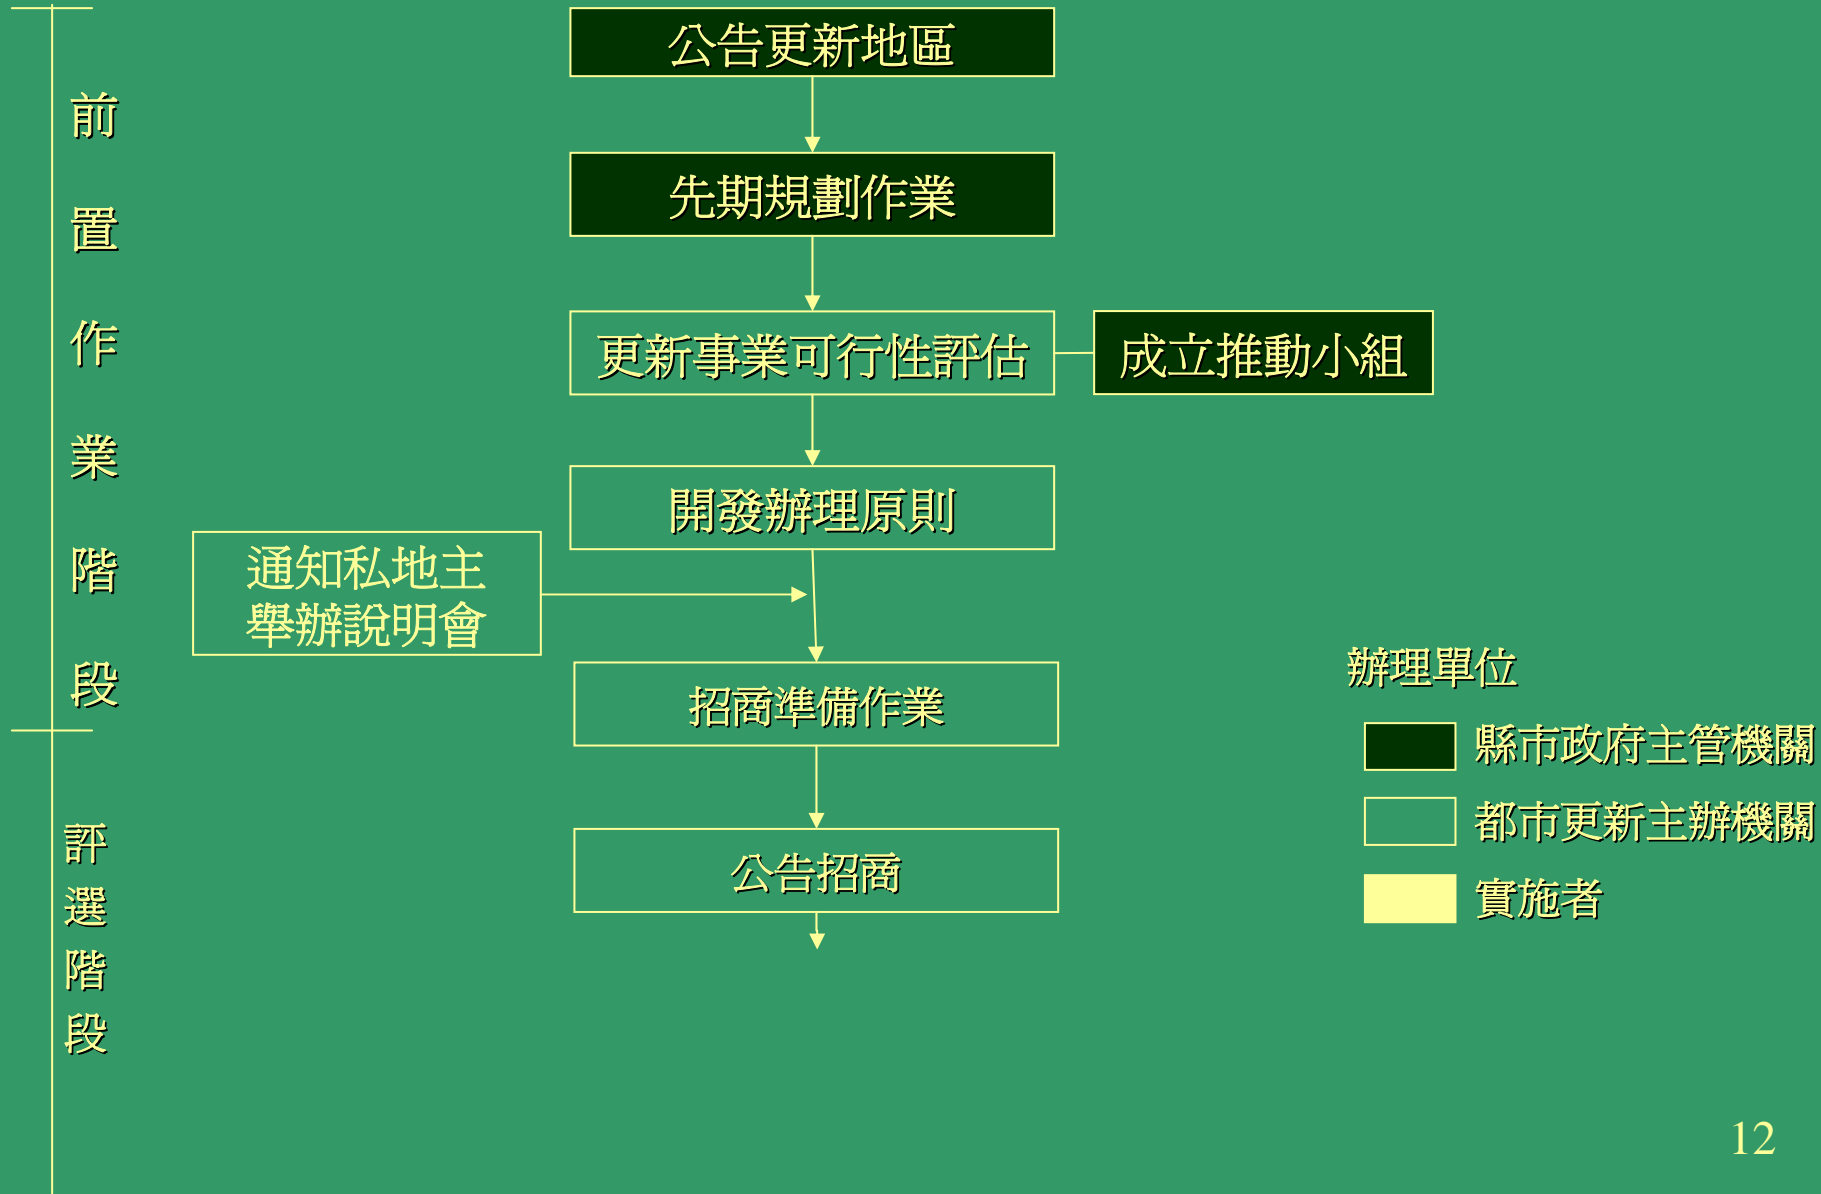 公告更新地區
先期規劃作業
更新事業可行性評估
成立推動小組
開發辦理原則
通知私地主
舉辦說明會
招商準備作業
公告招商
前置作業階段
評選階段
辦理單位
縣市政府主管機關
都市更新主辦機關
實施者
12